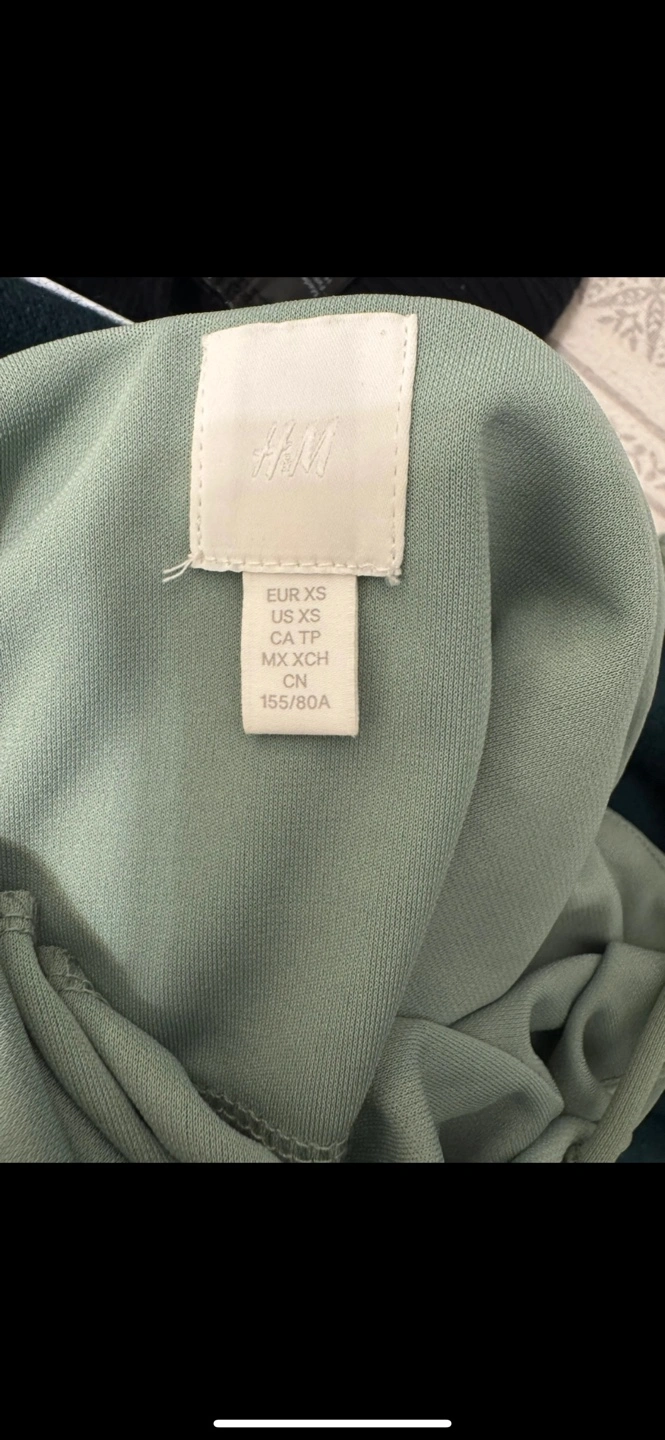 H&M
EUR XS
US XS
CA TP
MX XCH
CN
155/80A